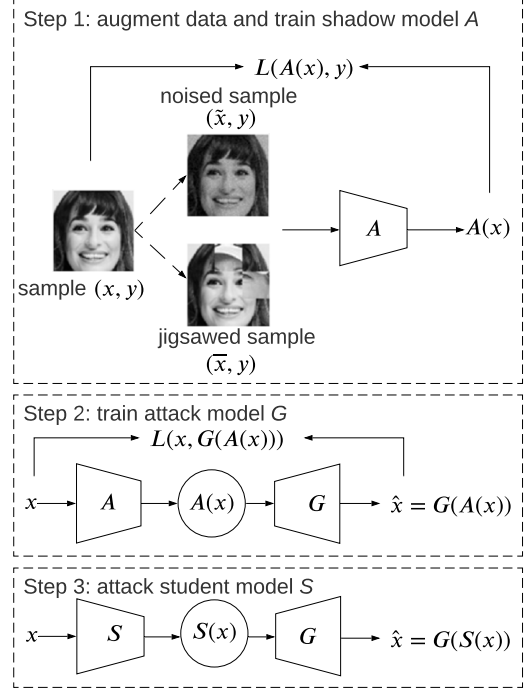 Step 1: augment data and train shadow model A
L(A(x), y)
noised sample
(x̃, y)
A
A(x)
sample (x, y)
jigsawed sample
(x̅, y)
Step 2: train attack model G
L(x, G(A(x)))
x
A
A(x)
G
x̂ = G(A(x))
Step 3: attack student model S
x
S
S(x)
G
x̂ = G(S(x))